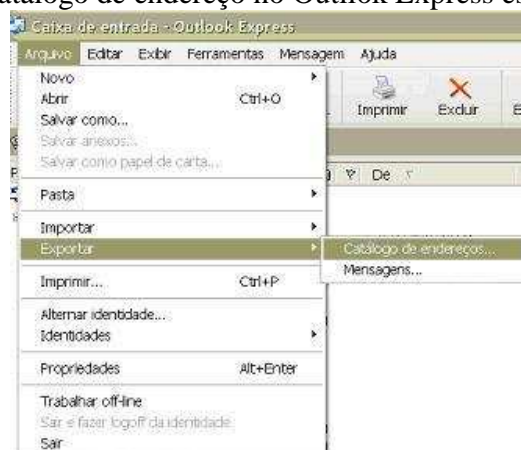 catálogo de endereço no Outlook Express es
Caixa de entrada - Outlook Express
Arquivo Editar Exibir Ferramentas Mensagem Ajuda
Novo
Abrir Ctrl+O
Salvar como...
Salvar anexos...
Salvar como papel de carta...
Imprimir Excluir E
De
Pasta
Importar
Exportar
Catálogo de endereços...
Mensagens...
Imprimir... Ctrl+P
Alternar identidade...
Identidades
Propriedades Alt+Enter
Trabalhar off-line
Sair e fazer logoff da identidade
Sair